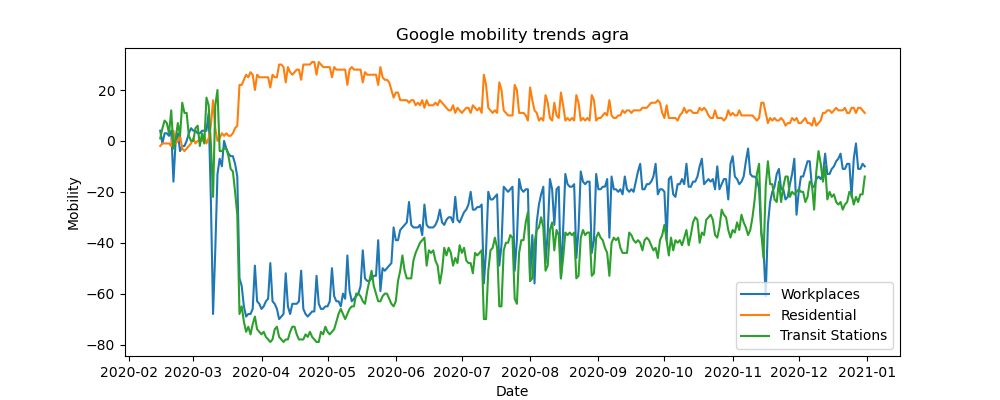 Google mobility trends agra
Mobility
20
0
−20
−40
−60
−80
Workplaces
Residential
Transit Stations
2020-02 2020-03 2020-04 2020-05 2020-06 2020-07 2020-08 2020-09 2020-10 2020-11 2020-12 2021-01
Date